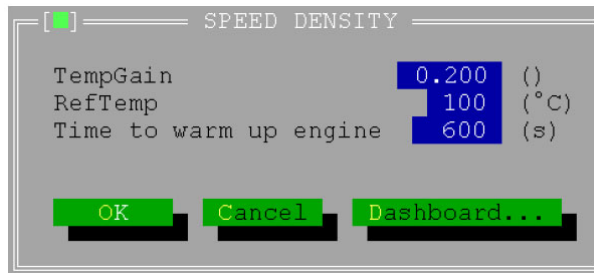 [■] SPEED DENSITY
TempGain 0.200 ()
RefTemp 100 (°C)
Time to warm up engine 600 (s)
OK Cancel Dashboard...